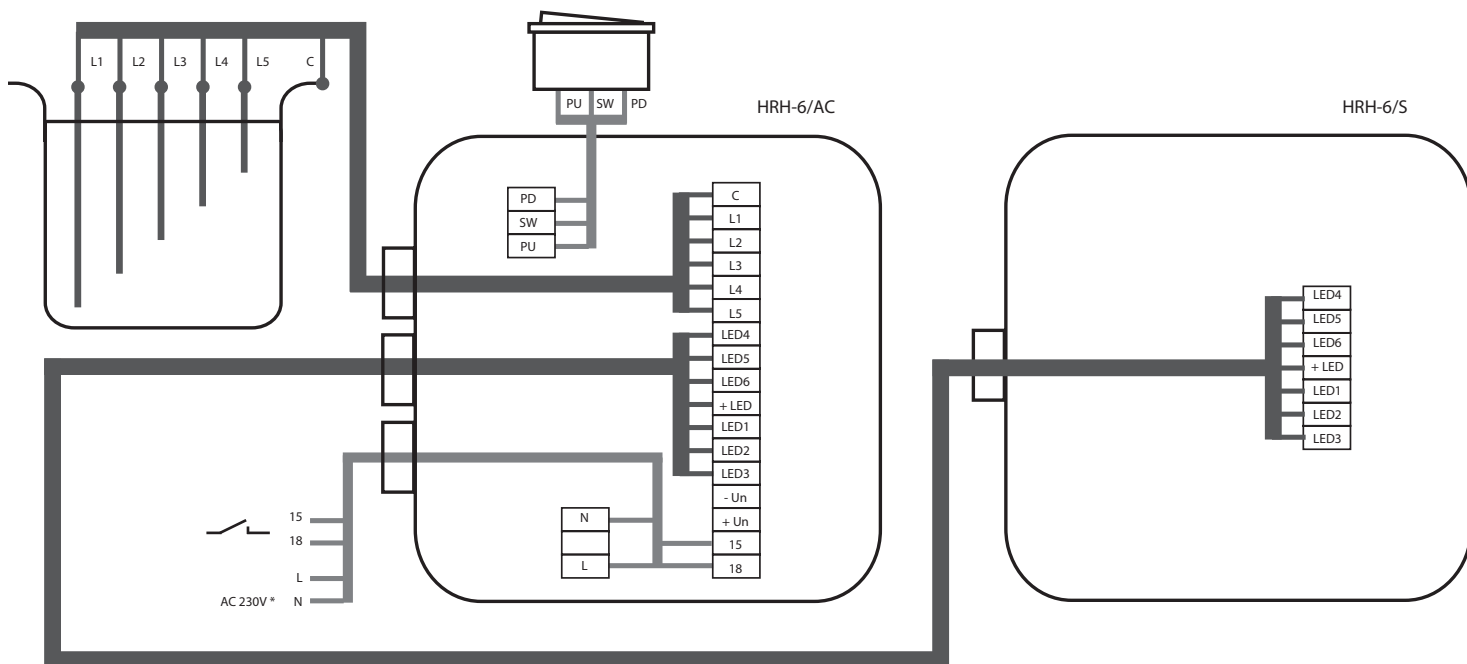 L1 L2 L3 L4 L5 C
PU SW PD
HRH-6/AC
HRH-6/S
PD
SW
PU
C
L1
L2
L3
L4
L5
LED4
LED5
LED6
+ LED
LED1
LED2
LED3
- Un
+ Un
15
18
N
L
15
18
L
AC 230V * N
LED4
LED5
LED6
+ LED
LED1
LED2
LED3